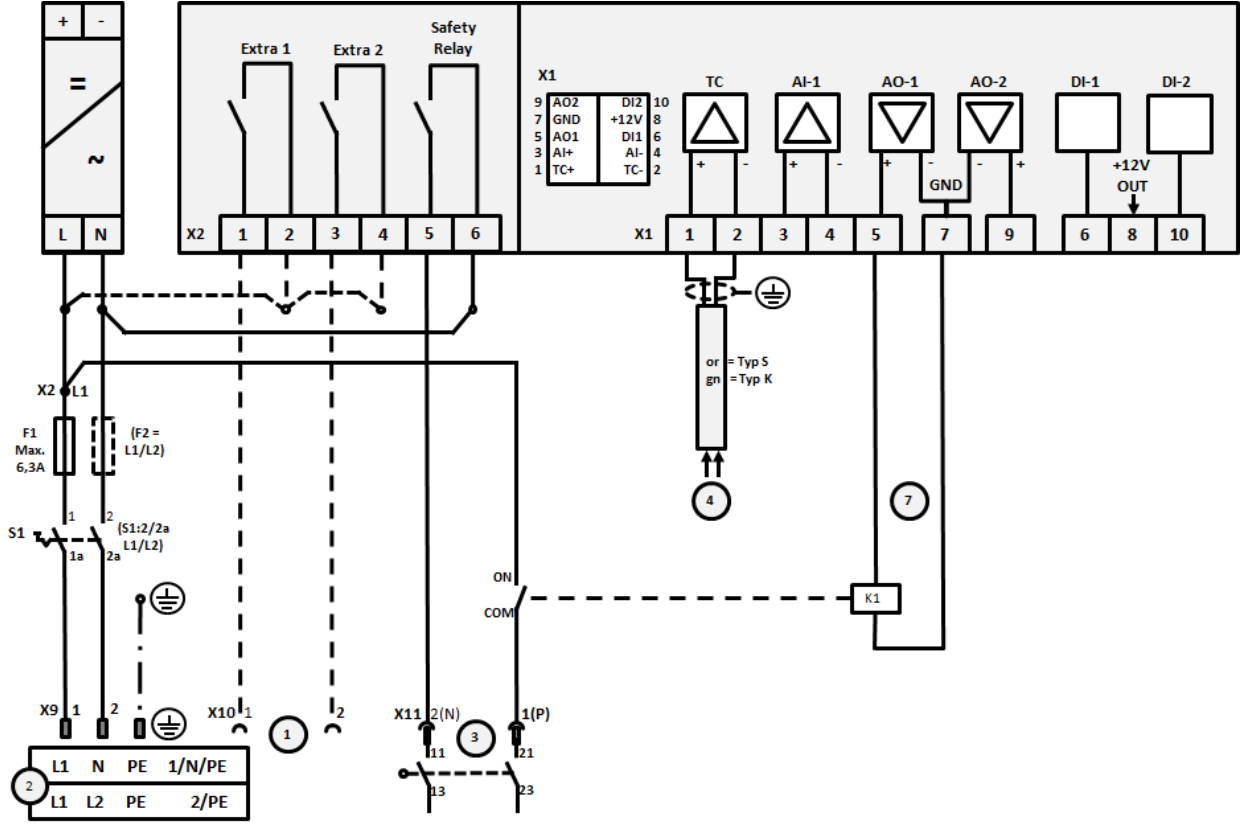 + -
=
~
L N
Extra 1
Extra 2
Safety
Relay
X2 1 2 3 4 5 6
X1
9 AO2 DI2 10
7 GND +12V 8
5 AO1 DI1 6
3 AI+ AI- 4
1 TC+ TC- 2
TC AI-1 AO-1 AO-2 DI-1 DI-2
+ - + - + - - +
GND
+12V
OUT
X1 1 2 3 4 5 7 9 6 8 10
or = Typ S
gn =Typ K
X2 L1
F1
Max.
6,3A
(F2 =
L1/L2)
4
7
1 2
S1
(S1:2/2a
L1/L2)
1a 2a
ON
COM
K1
X9 1 2
X10 1 2
1
X11 2(N) 1(P)
3
11 21
13 23
2
L1 N PE 1/N/PE
L1 L2 PE 2/PE